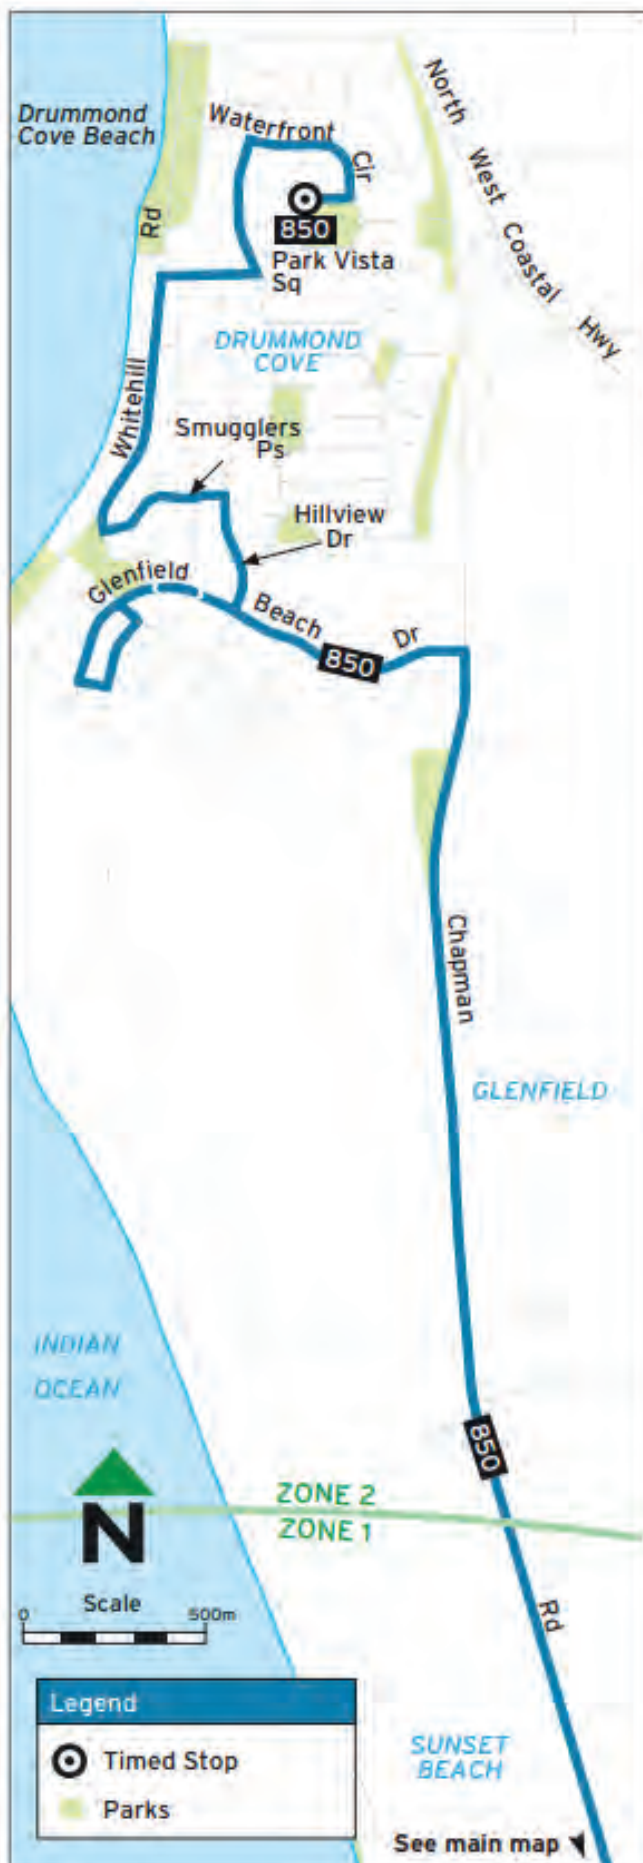 Drummond
Cove Beach
Waterfront
Cir
North West Coastal Hwy
Rd
850
Park Vista
Sq
DRUMMOND
COVE
Whitehill
Smugglers
Ps
Hillview
Dr
Glenfield
Beach
Dr
850
Chapman
GLENFIELD
INDIAN
OCEAN
850
ZONE 2
ZONE 1
N
Scale
0 500m
Rd
Legend
Timed Stop
Parks
SUNSET
BEACH
See main map